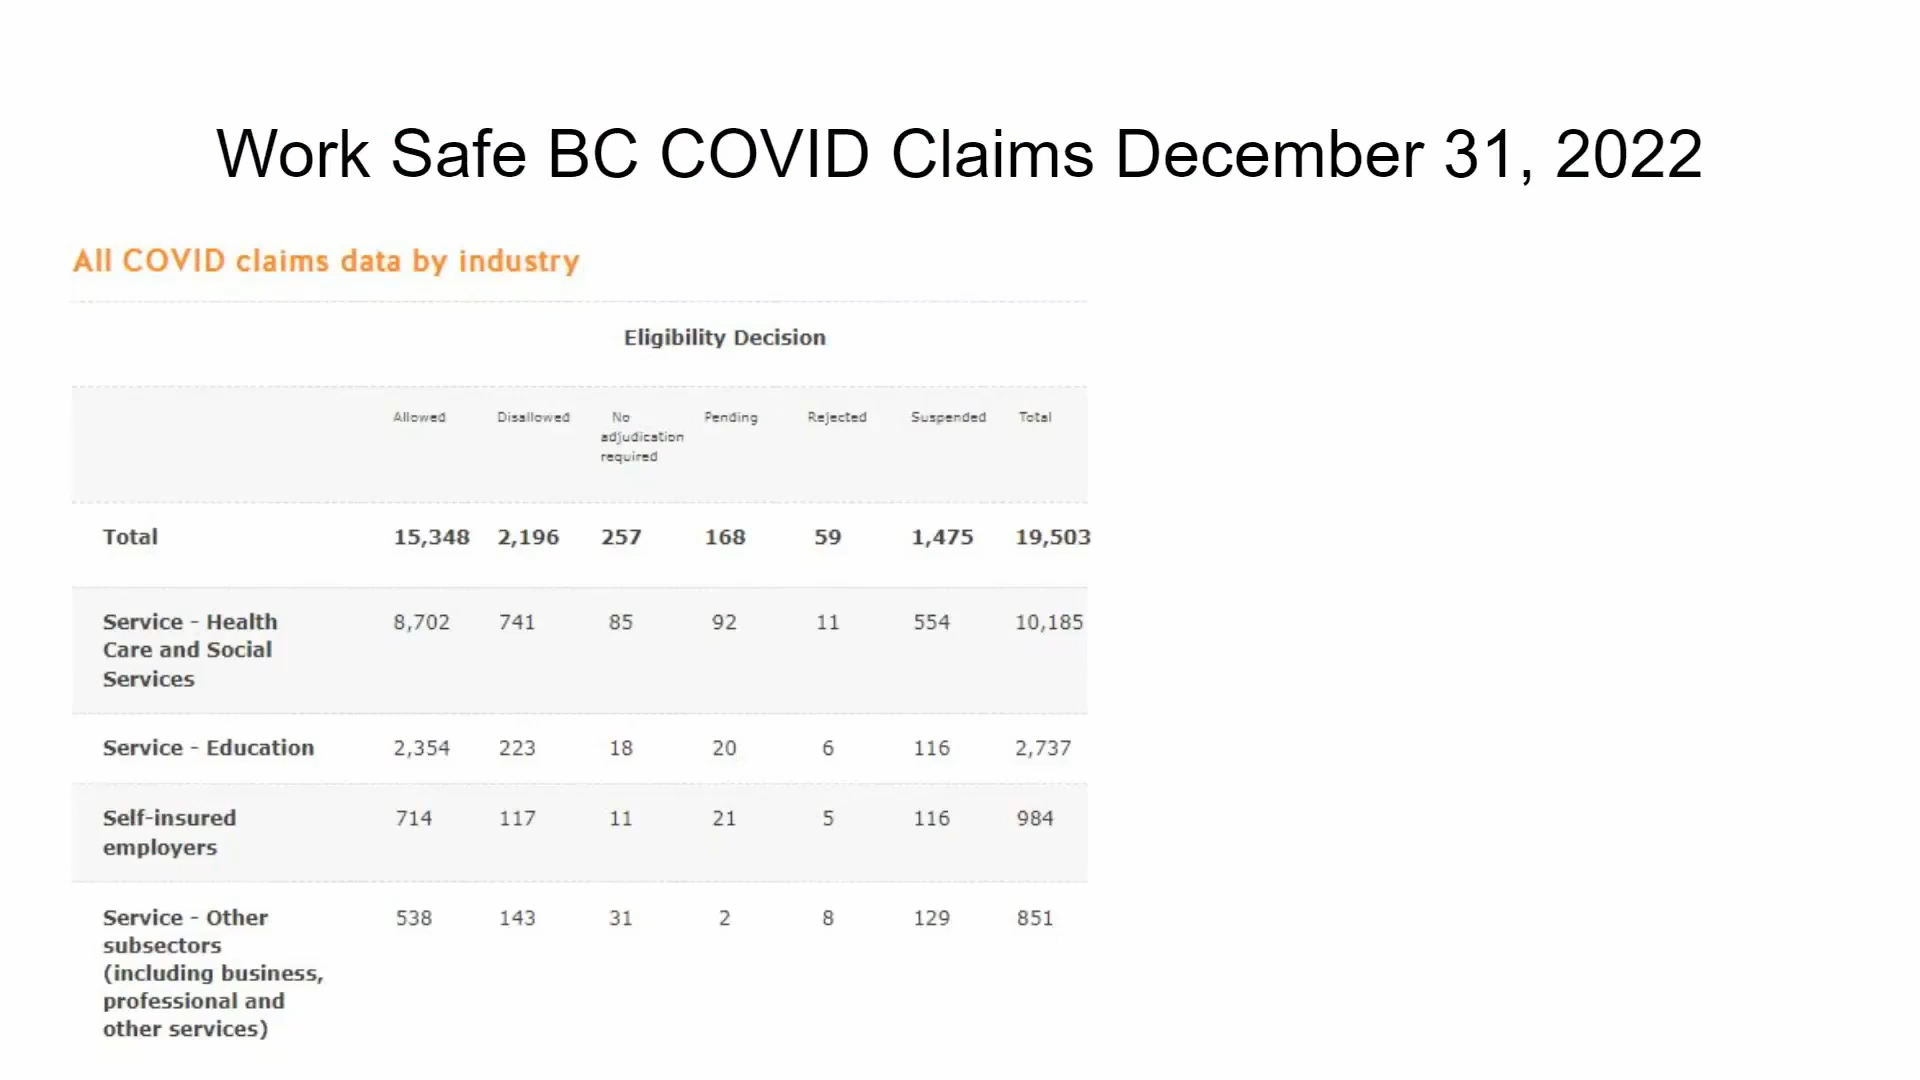 Work Safe BC COVID Claims December 31, 2022
All COVID claims data by industry
Eligibility Decision
Allowed Disallowed No adjudication required Pending Rejected Suspended Total
Total 15,348 2,196 257 168 59 1,475 19,503
Service - Health 8,702 741 85 92 11 554 10,185
Care and Social
Services
Service - Education 2,354 223 18 20 6 116 2,737
Self-insured 714 117 11 21 5 116 984
employers
Service - Other 538 143 31 2 8 129 851
subsectors
(including business,
professional and
other services)